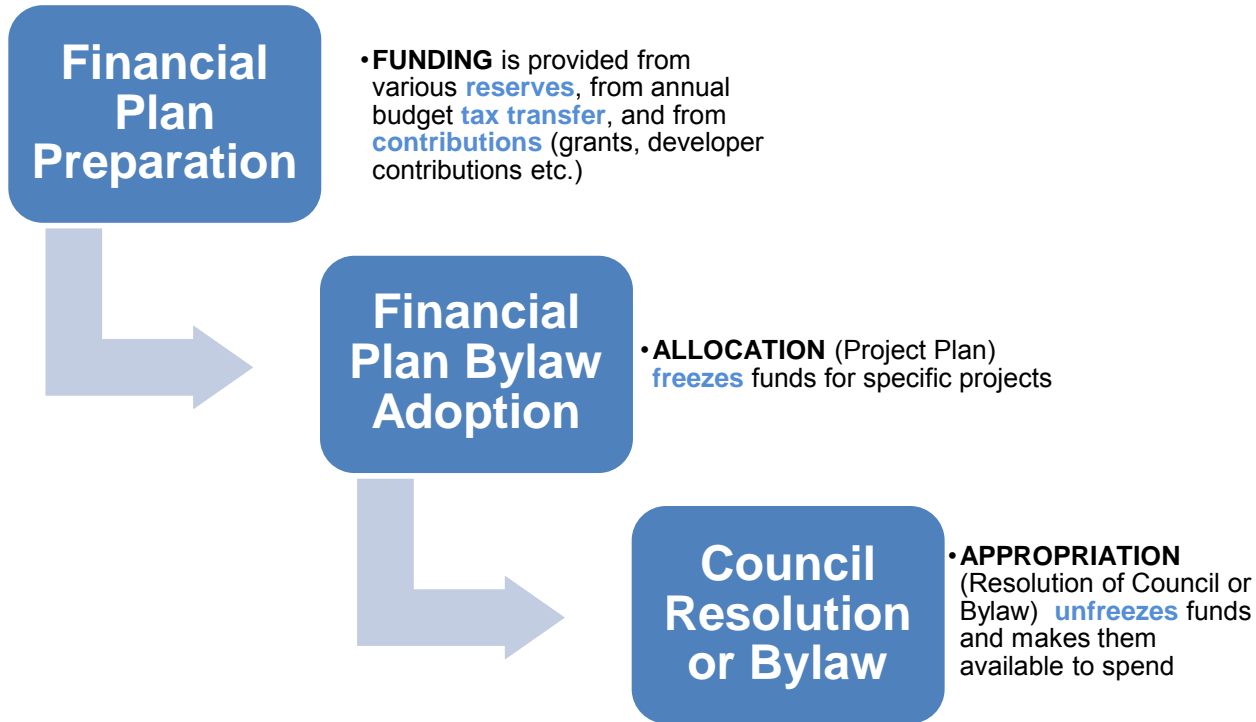 Financial
Plan
Preparation
•FUNDING is provided from
various reserves, from annual
budget tax transfer, and from
contributions (grants, developer
contributions etc.)
Financial
Plan Bylaw
Adoption
•ALLOCATION (Project Plan)
freezes funds for specific projects
Council
Resolution
or Bylaw
•APPROPRIATION
(Resolution of Council or
Bylaw) unfreezes funds
and makes them
available to spend